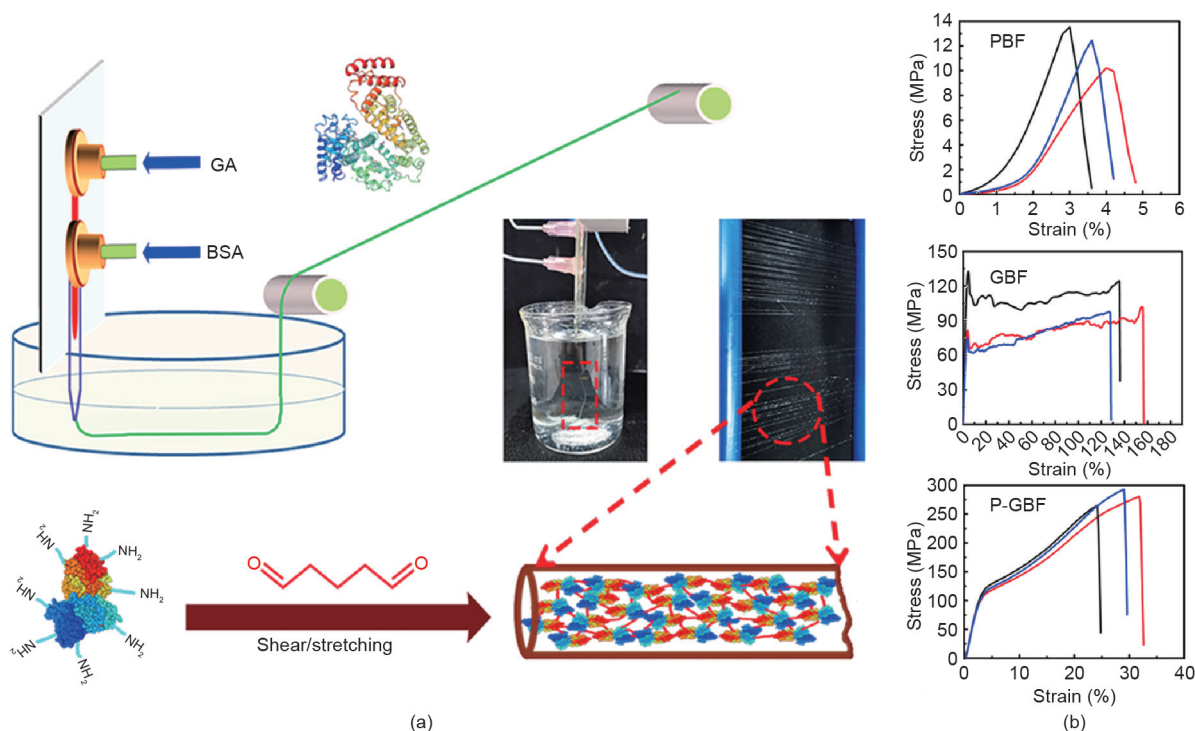 GA
BSA
NH₂
NH₂
NH₂
NH₂
NH₂
NH₂
NH₂
NH₂
O
O
Shear/stretching
(a)
PBF
Stress (MPa)
14
12
10
8
6
4
2
0
0 1 2 3 4 5 6
Strain (%)
GBF
Stress (MPa)
150
120
90
60
30
0
0 20 40 60 80 100 120 140 160 180
Strain (%)
P-GBF
Stress (MPa)
300
250
200
150
100
50
0
0 10 20 30 40
Strain (%)
(b)